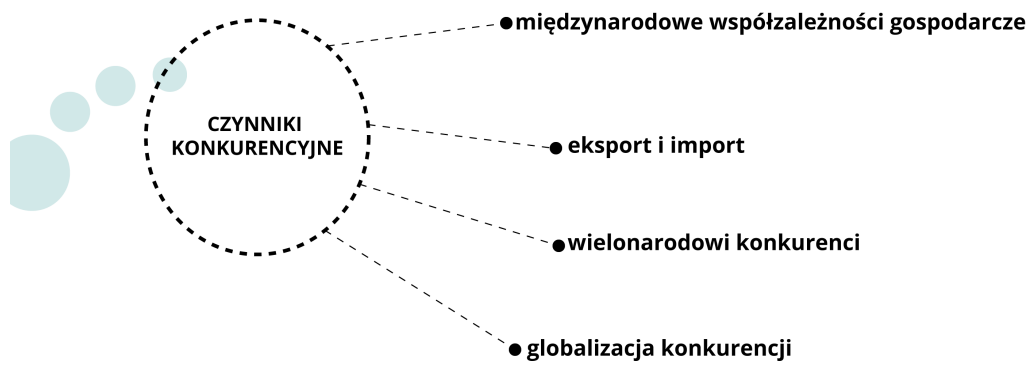 CZYNNIKI
KONKURENCYJNE
międzynarodowe współzależności gospodarcze
eksport i import
wielonarodowi konkurenci
globalizacja konkurencji